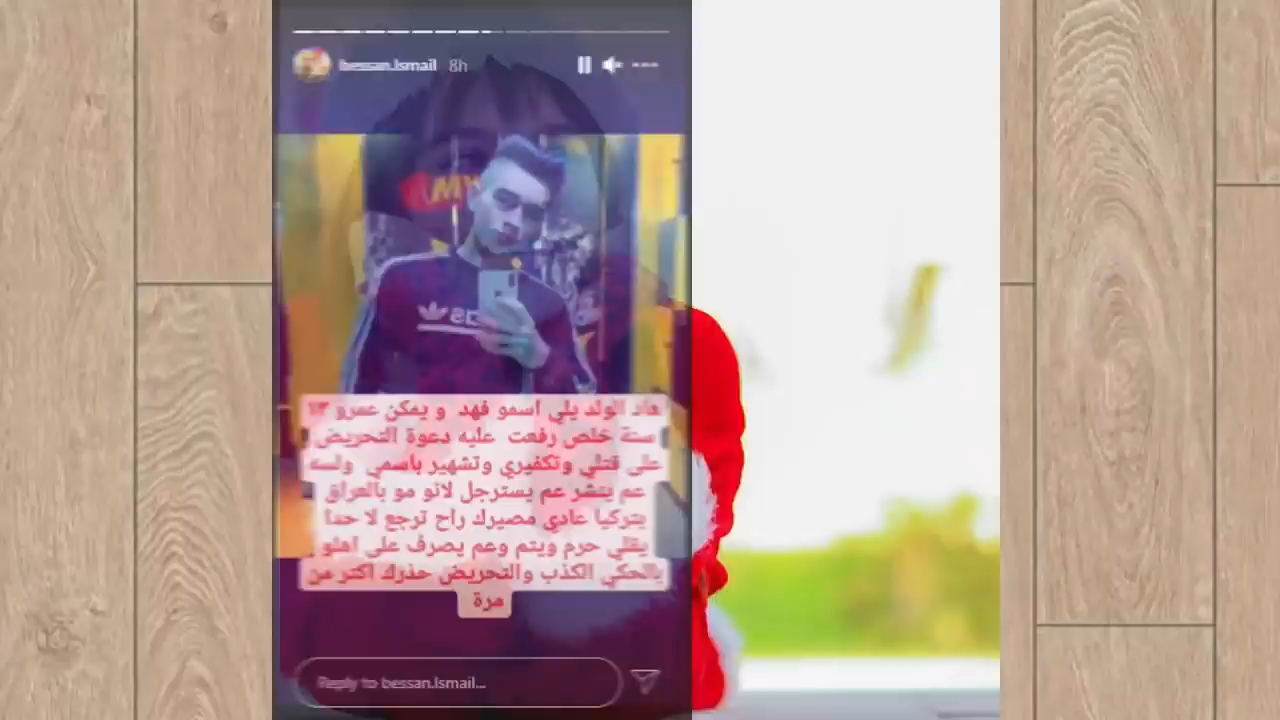 bessan.Ismail 8h
هاد الولد يلي اسمو فهد و يمكن عمرو ١٣
سنة خلص رفعت عليه دعوة التحريض
على قتلي وتكفيري وتشهير باسمي ولسه
عم ينشر عم يسترجل لانو مو بالعراق
بتركيا عادي مصيرك راح ترجع لا حدا
يقلي حرم ويتم وعم يصرف على اهلو
بالحكي الكذب والتحريض حذرك اكتر من
مرة
Reply to bessan.Ismail...